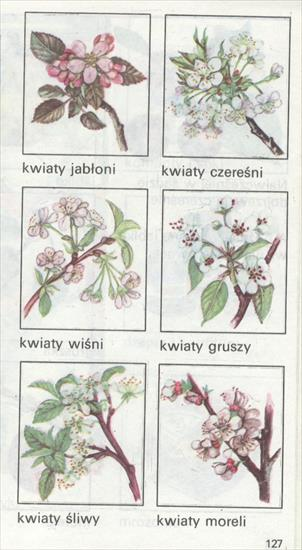 kwiaty jabłoni
kwiaty czereśni
kwiaty wiśni
kwiaty gruszy
kwiaty śliwy
kwiaty moreli
127